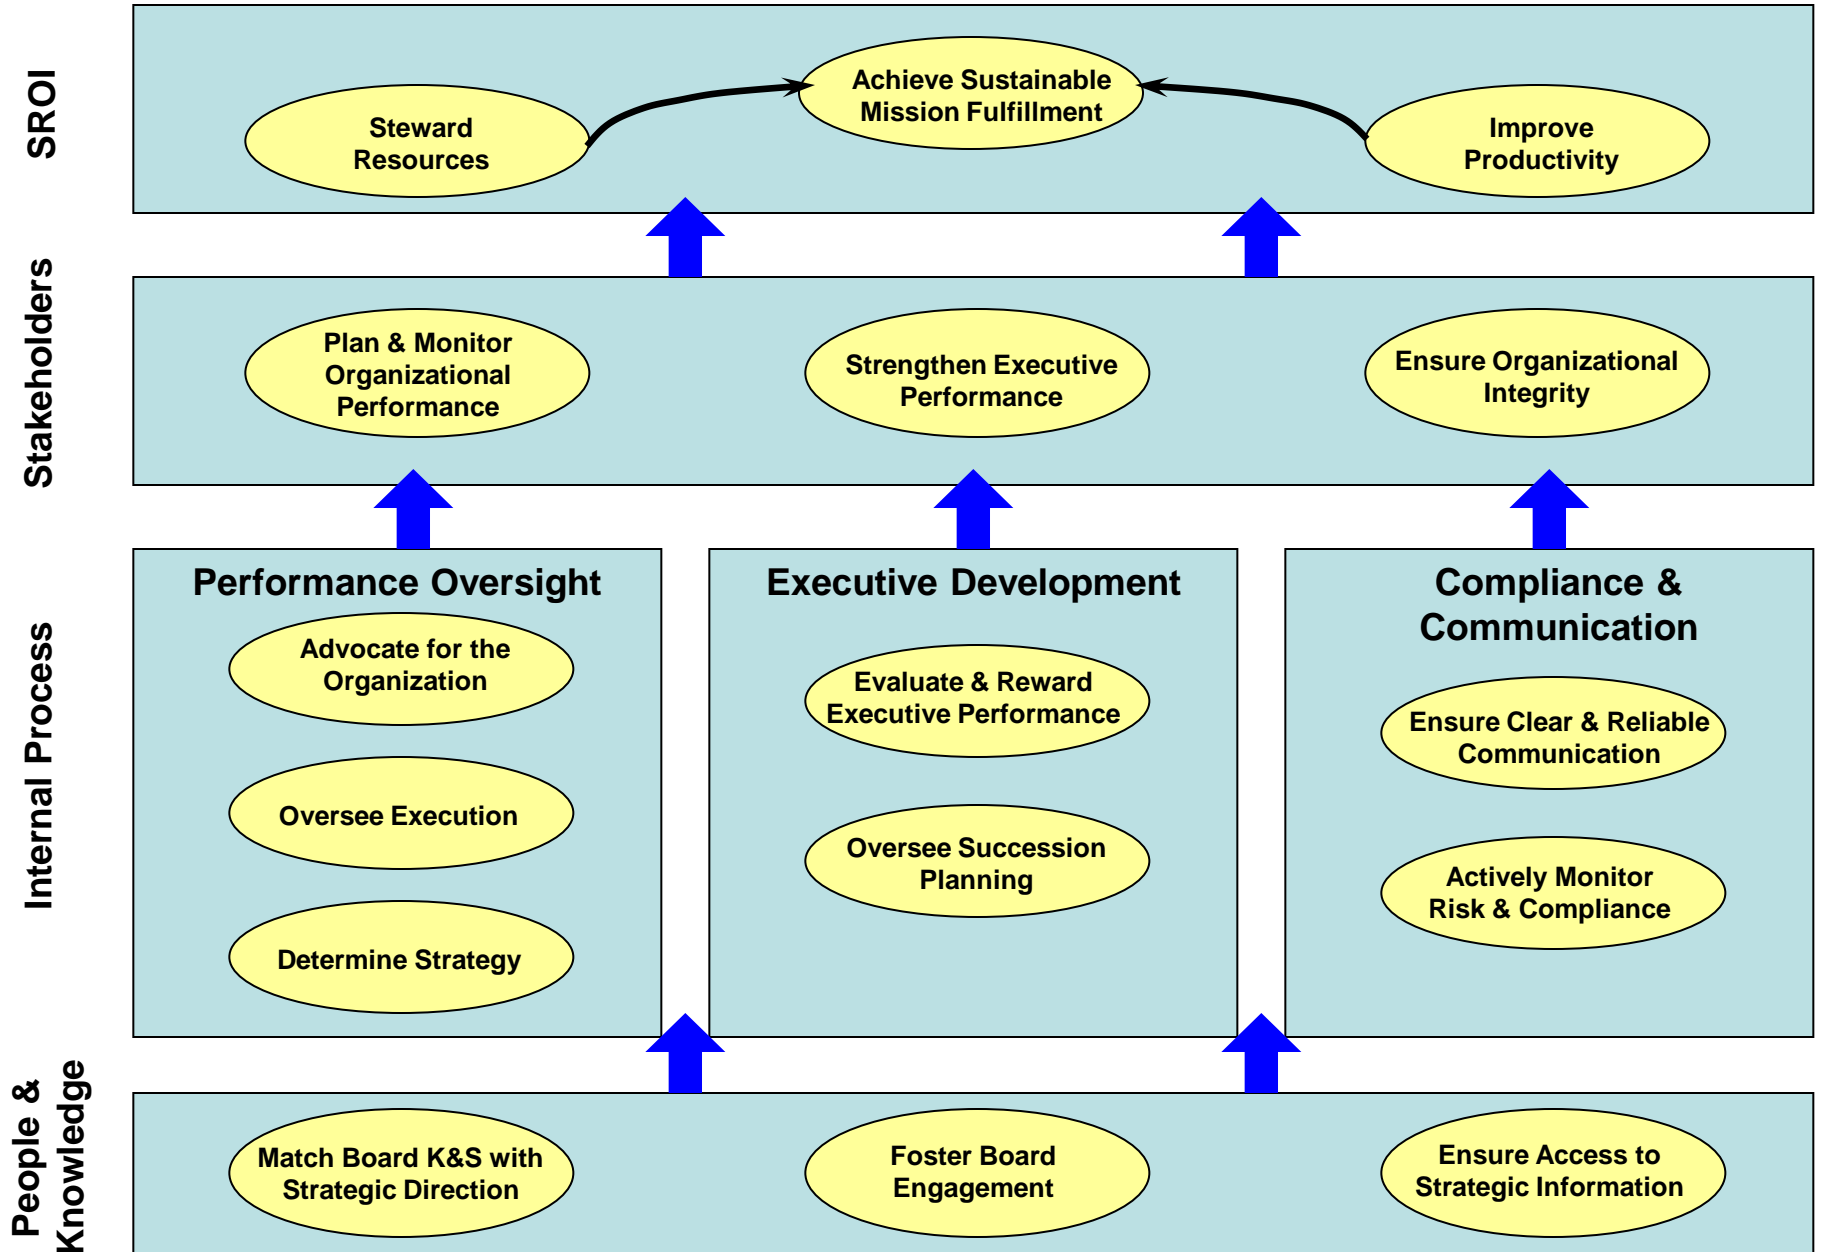 SROI
Achieve Sustainable
Mission Fulfillment
Steward
Resources
Improve
Productivity
Stakeholders
Plan & Monitor
Organizational
Performance
Strengthen Executive
Performance
Ensure Organizational
Integrity
Internal Process
Performance Oversight
Advocate for the
Organization
Oversee Execution
Determine Strategy
Executive Development
Evaluate & Reward
Executive Performance
Oversee Succession
Planning
Compliance &
Communication
Ensure Clear & Reliable
Communication
Actively Monitor
Risk & Compliance
People &
Knowledge
Match Board K&S with
Strategic Direction
Foster Board
Engagement
Ensure Access to
Strategic Information